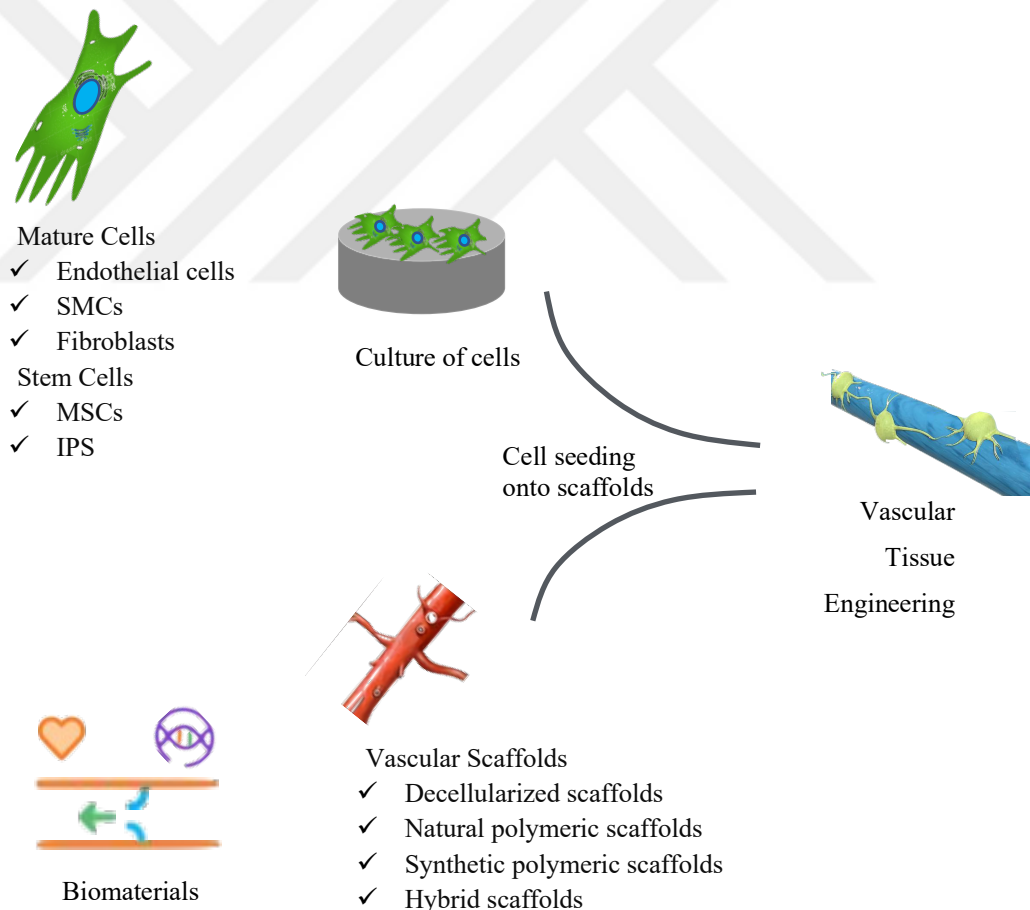 Mature Cells
✓ Endothelial cells
✓ SMCs
✓ Fibroblasts
Stem Cells
✓ MSCs
✓ IPS
Culture of cells
Cell seeding
onto scaffolds
Vascular
Tissue
Engineering
Biomaterials
Vascular Scaffolds
✓ Decellularized scaffolds
✓ Natural polymeric scaffolds
✓ Synthetic polymeric scaffolds
✓ Hybrid scaffolds